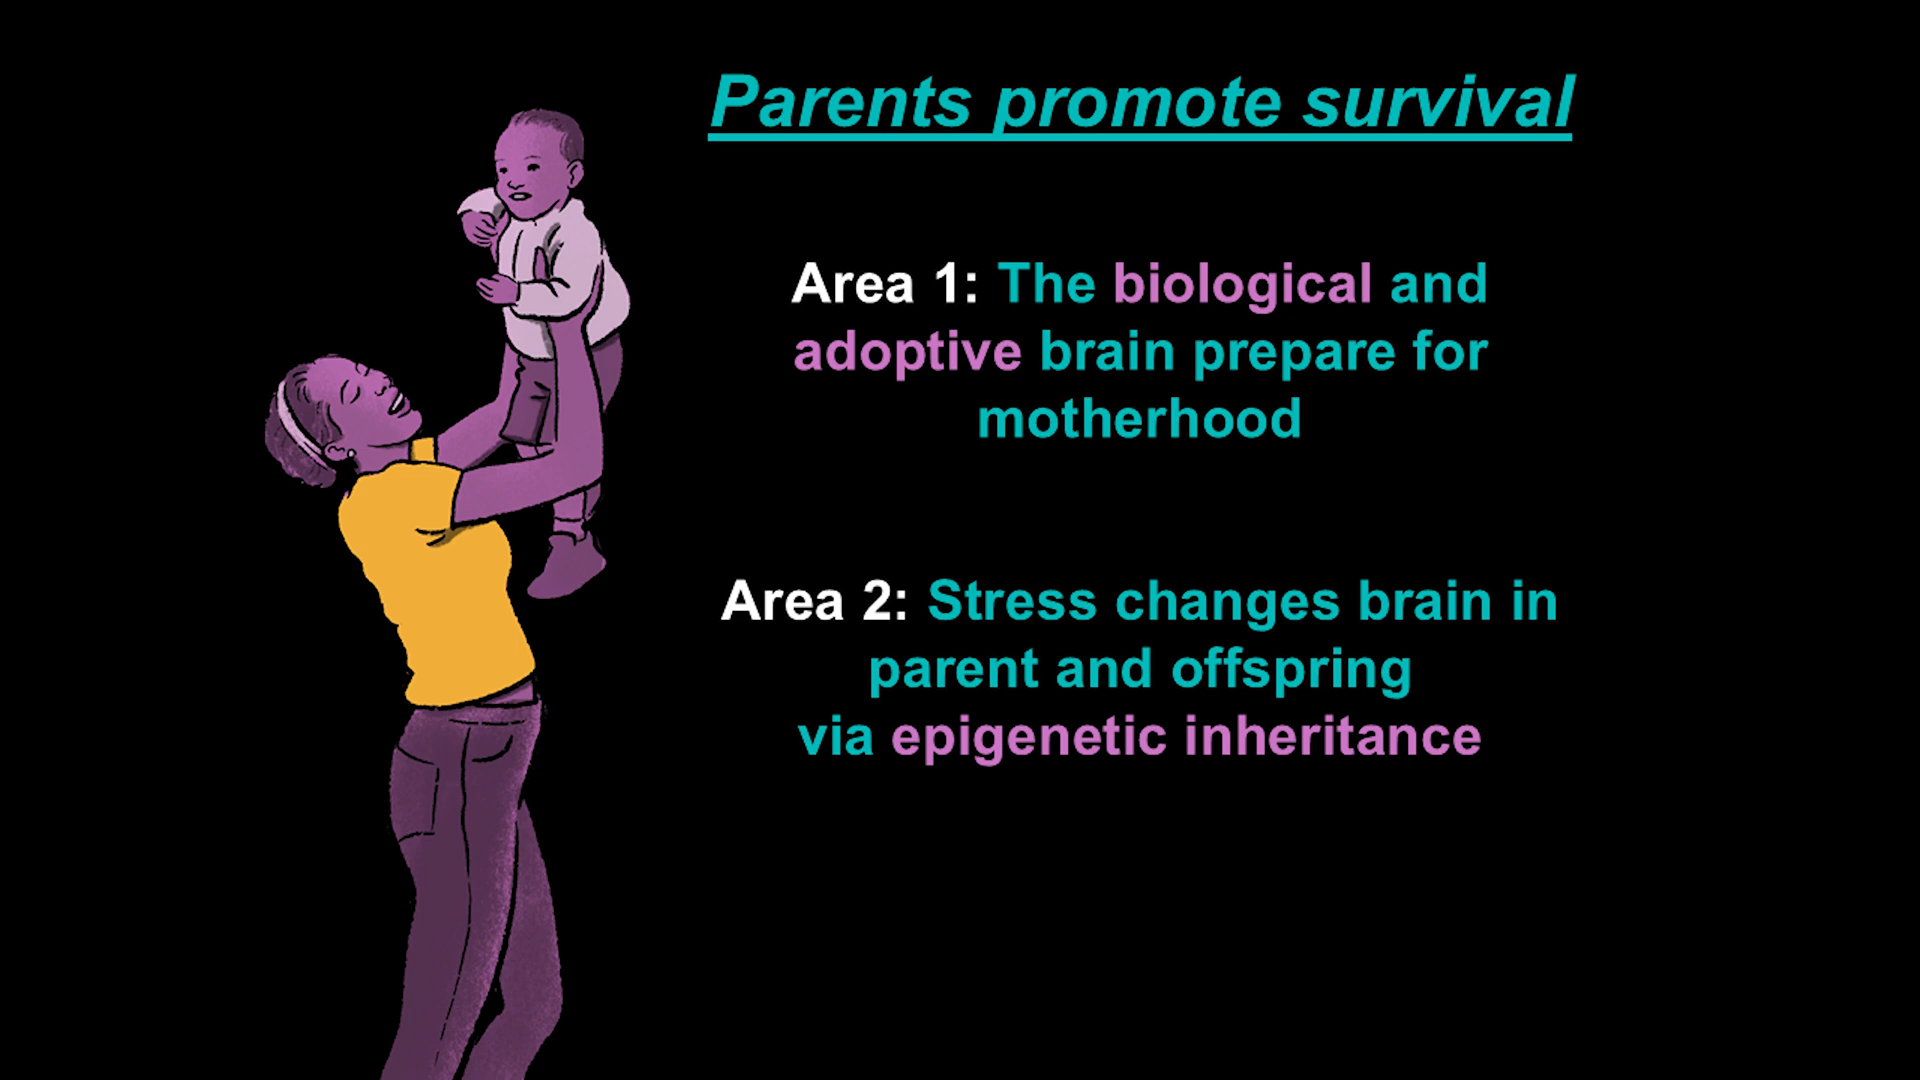 Parents promote survival
Area 1: The biological and
adoptive brain prepare for
motherhood
Area 2: Stress changes brain in
parent and offspring
via epigenetic inheritance